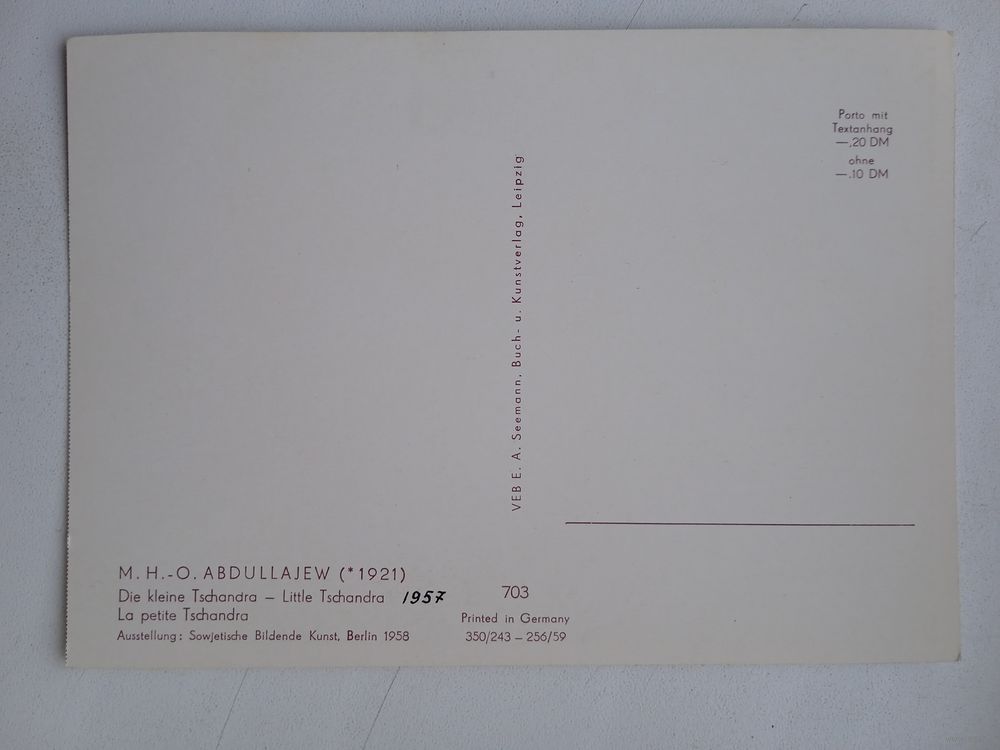 Porto mit
Textanhang
—,20 DM
ohne
—.10 DM
VEB E. A. Seemann, Buch- u. Kunstverlag, Leipzig
M. H.-O. ABDULLAJEW (*1921)
Die kleine Tschandra – Little Tschandra 1957
La petite Tschandra
Ausstellung: Sowjetische Bildende Kunst, Berlin 1958
703
Printed in Germany
350/243 – 256/59